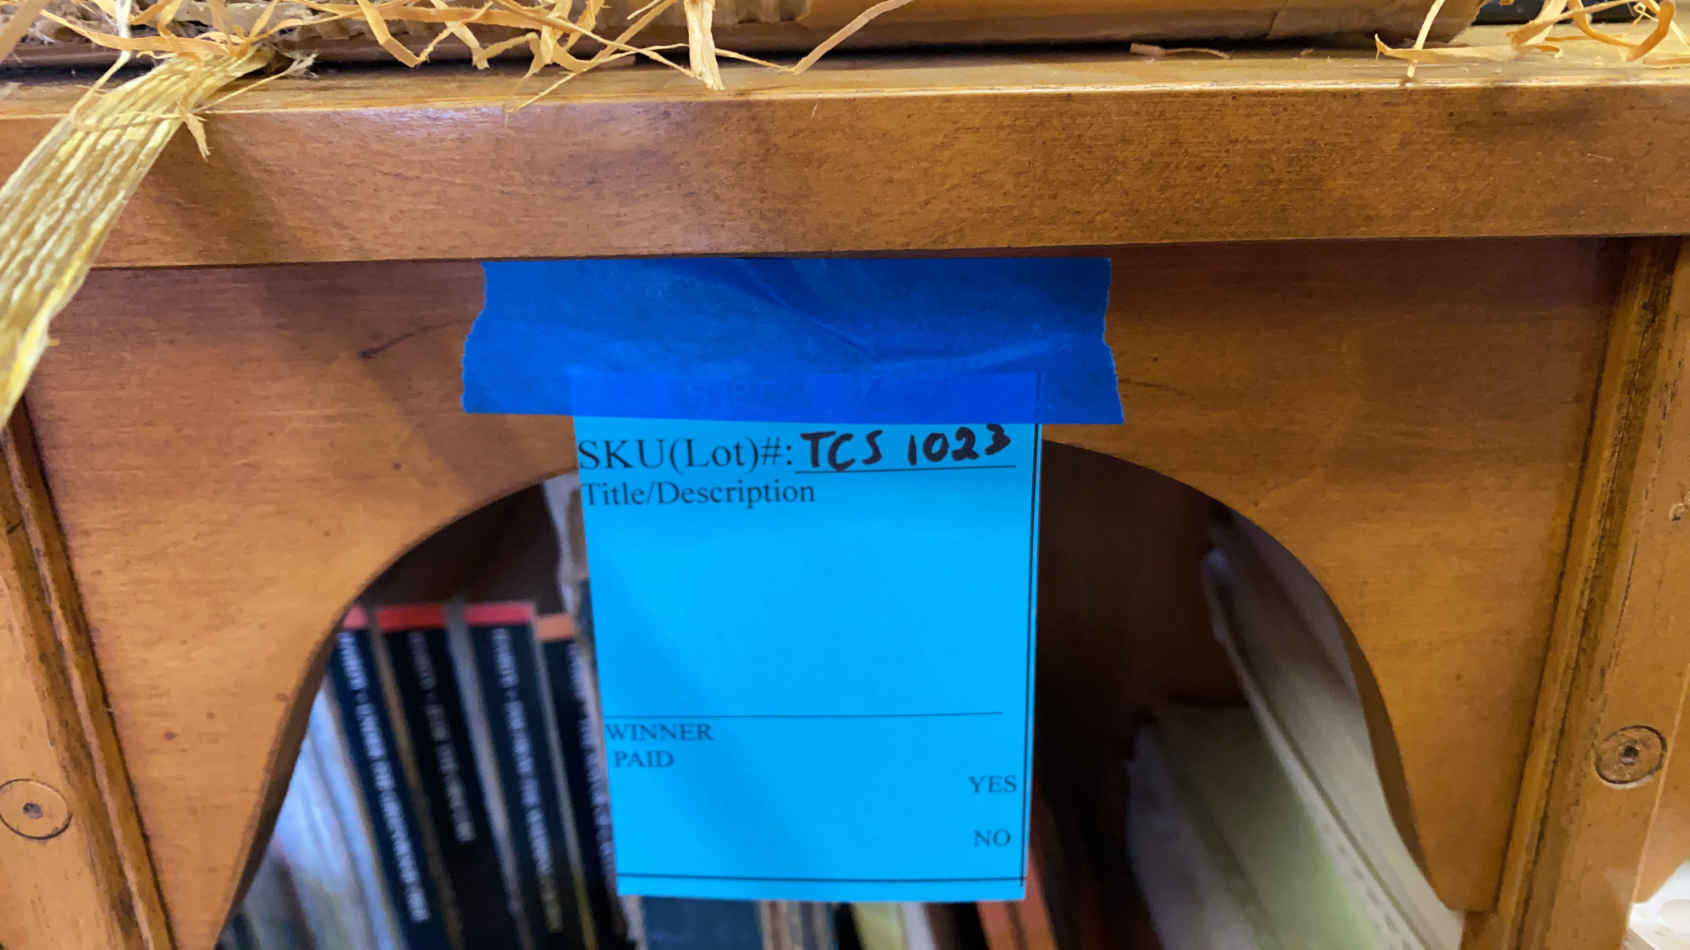 SKU(Lot)#: TCS 1023
Title/Description
WINNER
PAID
YES
NO